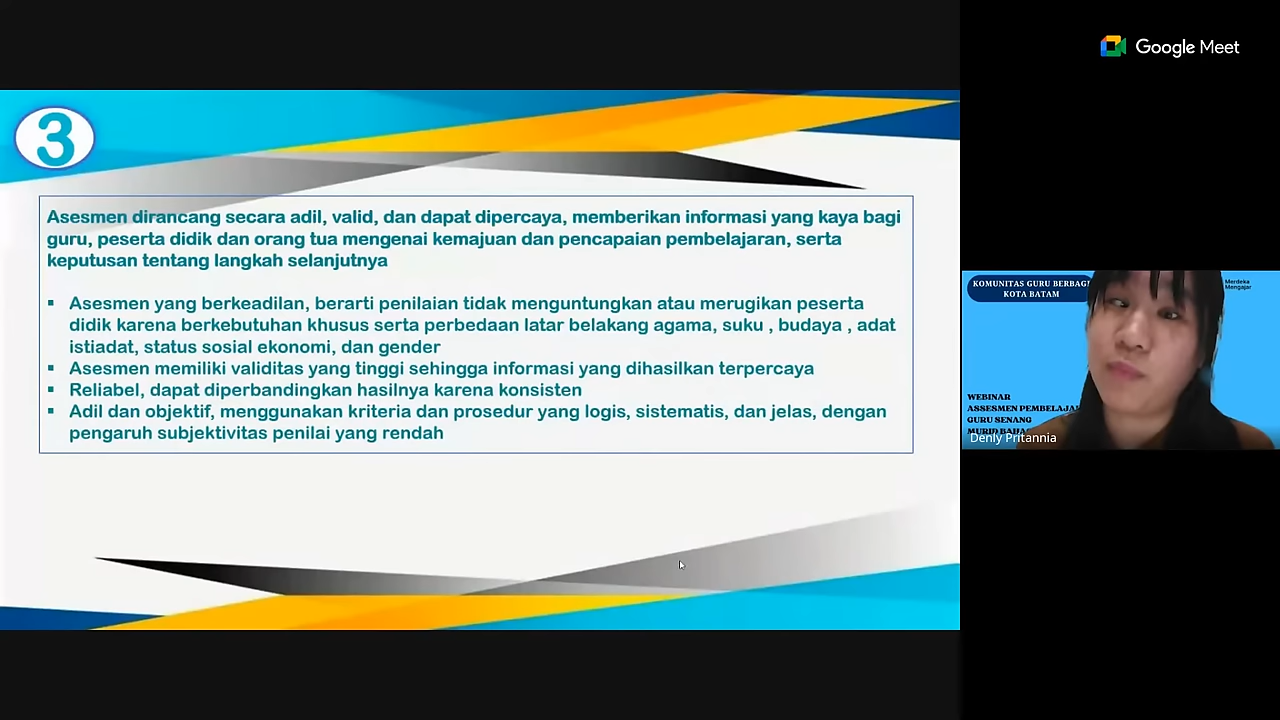 Google Meet
3
Asesmen dirancang secara adil, valid, dan dapat dipercaya, memberikan informasi yang kaya bagi
guru, peserta didik dan orang tua mengenai kemajuan dan pencapaian pembelajaran, serta
keputusan tentang langkah selanjutnya
▪ Asesmen yang berkeadilan, berarti penilaian tidak menguntungkan atau merugikan peserta
didik karena berkebutuhan khusus serta perbedaan latar belakang agama, suku , budaya , adat
istiadat, status sosial ekonomi, dan gender
▪ Asesmen memiliki validitas yang tinggi sehingga informasi yang dihasilkan terpercaya
▪ Reliabel, dapat diperbandingkan hasilnya karena konsisten
▪ Adil dan objektif, menggunakan kriteria dan prosedur yang logis, sistematis, dan jelas, dengan
pengaruh subjektivitas penilai yang rendah
KOMUNITAS GURU BERBAGI
KOTA BATAM
Merdeka
Mengajar
WEBINAR
ASSESMEN PEMBELAJA
GURU SENANG
MURID BAHAG
Denly Pritannia